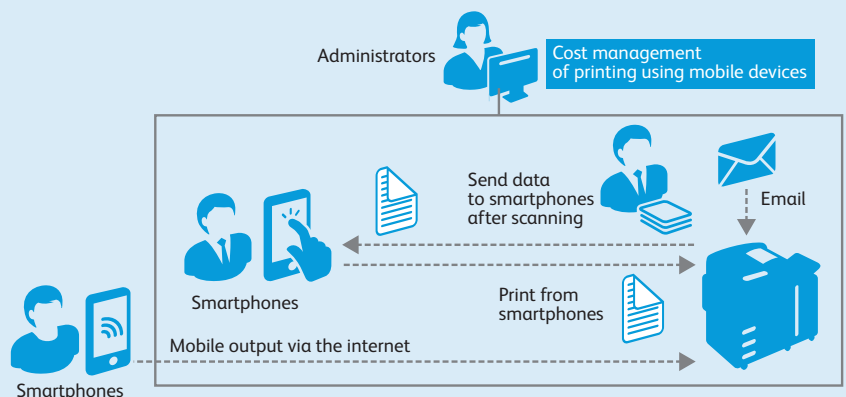 Administrators
Cost management
of printing using mobile devices
Send data
to smartphones
after scanning
Email
Smartphones
Print from
smartphones
Mobile output via the internet
Smartphones